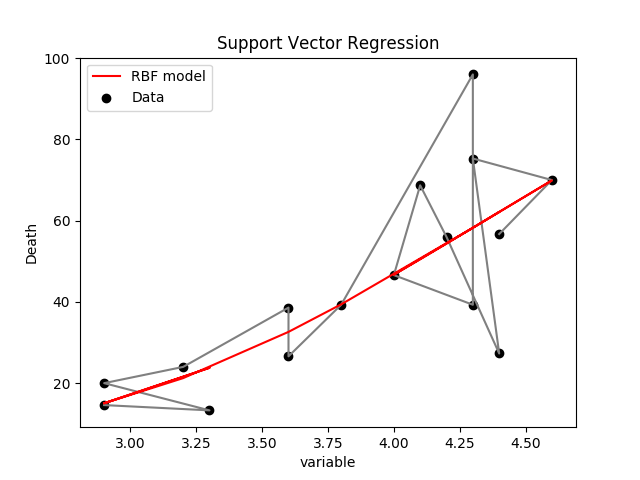 Support Vector Regression
RBF model
Data
100
80
60
40
20
Death
3.00 3.25 3.50 3.75 4.00 4.25 4.50
variable